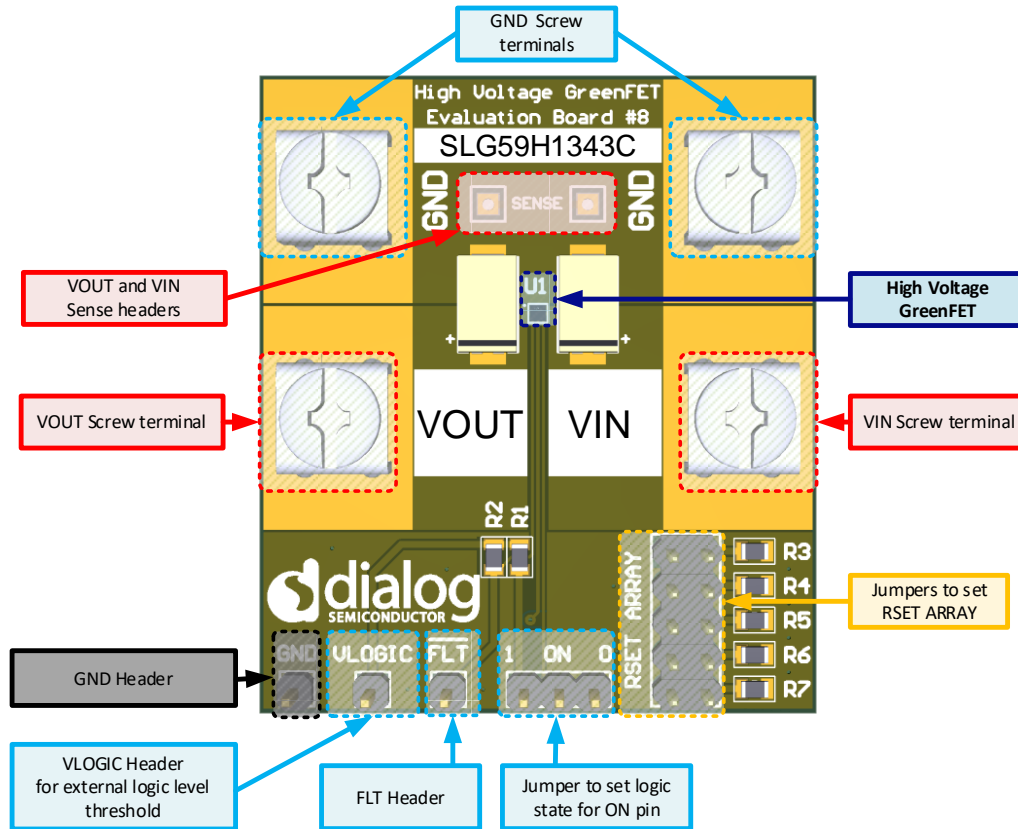 GND Screw
terminals
High Voltage GreenFET
Evaluation Board #8
SLG59H1343C
GND
SENSE
GND
VOUT and VIN
Sense headers
U1
High Voltage
GreenFET
+
+
VOUT Screw terminal
VOUT
VIN
VIN Screw terminal
R2
R1
R3
R4
R5
R6
R7
RSET ARRAY
Jumpers to set
RSET ARRAY
dialog
SEMICONDUCTOR
GND
VLOGIC
FLT
1 ON 0
GND Header
VLOGIC Header
for external logic level
threshold
FLT Header
Jumper to set logic
state for ON pin